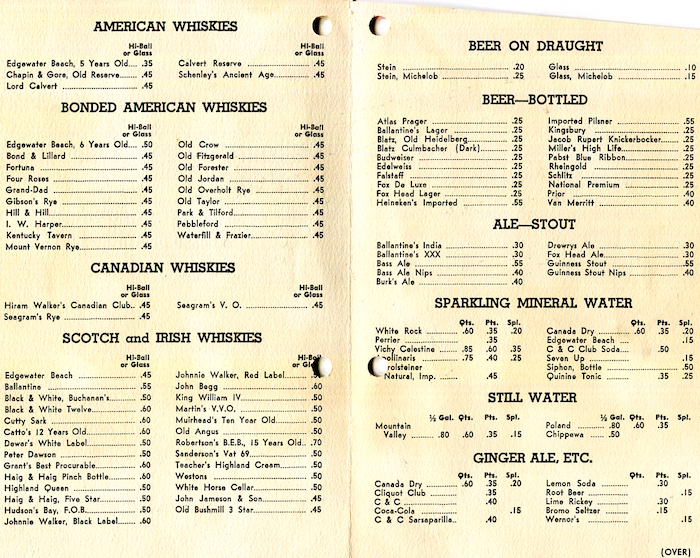 AMERICAN WHISKIES
Hi-Ball
or Glass
Edgewater Beach, 5 Years Old.... .35
Chapin & Gore, Old Reserve .45
Lord Calvert .45
Hi-Ball
or Glass
Calvert Reserve .45
Schenley's Ancient Age .45
BONDED AMERICAN WHISKIES
Hi-Ball
or Glass
Edgewater Beach, 6 Years Old.... .50
Bond & Lillard .45
Fortuna .45
Four Roses .45
Grand-Dad .45
Gibson's Rye .45
Hill & Hill .45
I. W. Harper .45
Kentucky Tavern .45
Mount Vernon Rye .45
Hi-Ball
or Glass
Old Crow .45
Old Fitzgerald .45
Old Forester .45
Old Jordan .45
Old Overholt Rye .45
Old Taylor .45
Park & Tilford .45
Pebbleford .45
Waterfill & Frazier .45
CANADIAN WHISKIES
Hi-Ball
or Glass
Hiram Walker's Canadian Club.. .45
Seagram's Rye .45
Hi-Ball
or Glass
Seagram's V. O. .45
SCOTCH and IRISH WHISKIES
Hi-Ball
or Glass
Edgewater Beach .45
Ballantine .55
Black & White, Buchanan's .50
Black & White Twelve .60
Cutty Sark .60
Catto's 12 Years Old .60
Dewar's White Label .50
Peter Dawson .50
Grant's Best Procurable .60
Haig & Haig Pinch Bottle .60
Highland Queen .50
Haig & Haig, Five Star .50
Hudson's Bay, F.O.B. .50
Johnnie Walker, Black Label .60
Hi-Ball
or Gl
Johnnie Walker, Red Label
John Begg .60
King William IV .50
Martin's V.V.O. .50
Muirhead's Ten Year Old .50
Old Angus .50
Robertson's B.E.B., 15 Years Old.. .70
Sanderson's Vat 69 .50
Teacher's Highland Cream .50
Westons .50
White Horse Cellar .50
John Jameson & Son .45
Old Bushmill 3 Star .45
BEER ON DRAUGHT
Stein .20
Stein, Michelob .25
Glass .10
Glass, Michelob .15
BEER—BOTTLED
Atlas Prager .25
Ballantine's Lager .25
Blatz, Old Heidelberg .25
Blatz Culmbacher (Dark) .25
Budweiser .25
Edelweiss .25
Falstaff .25
Fox De Luxe .25
Fox Head Lager .25
Heineken's Imported .55
Imported Pilsner .55
Kingsbury .25
Jacob Rupert Knickerbocker .25
Miller's High Life .25
Pabst Blue Ribbon .25
Rheingold .25
Schlitz .25
National Premium .25
Prior .40
Van Merritt .40
ALE—STOUT
Ballantine's India .30
Ballantine's XXX .30
Bass Ale .55
Bass Ale Nips .40
Burk's Ale .40
Drewrys Ale .30
Fox Head Ale .30
Guinness Stout .55
Guinness Stout Nips .40
SPARKLING MINERAL WATER
Qts. Pts. Spl.
White Rock .60 .35 .20
Perrier .35
Vichy Celestine .85 .60 .35
pollinaris .75 .40 .25
rolsteiner
Natural, Imp. .45
Qts. Pts. Spl.
Canada Dry .60 .35 .20
Edgewater Beach .15
C & C Club Soda .50
Seven Up .15
Siphon, Bottle .50
Quinine Tonic .35 .25
STILL WATER
½ Gal. Qts. Pts. Spl.
Mountain
Valley .80 .60 .35 .15
½ Gal. Qts. Pts. Spl.
Poland .80 .60 .35
Chippewa .50
GINGER ALE, ETC.
Qts. Pts. Spl.
Canada Dry .60 .35 .20
Cliquot Club .35
C & C .40
Coca-Cola .15
C & C Sarsaparilla .40
Qts. Pts. Spl.
Lemon Soda .30
Root Beer .15
Lime Rickey .30
Bromo Seltzer .15
Wernor's .15
(OVER)